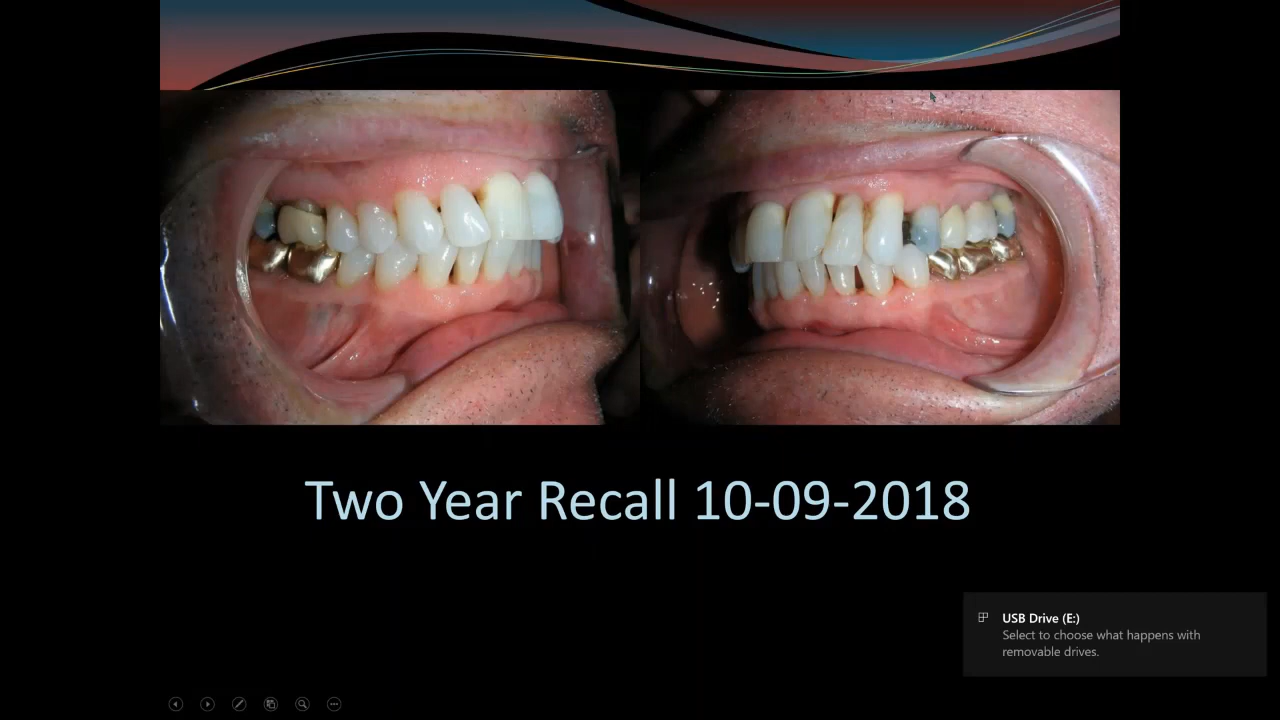 Two Year Recall 10-09-2018
USB Drive (E:)
Select to choose what happens with
removable drives.